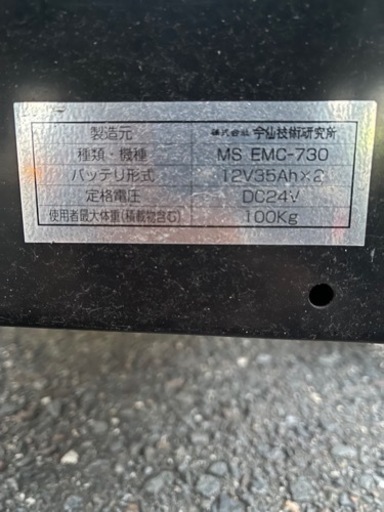 製造元 株式会社 今仙技術研究所
種類・機種 MS EMC-730
バッテリ形式 12V35Ah×2
定格電圧 DC24V
使用者最大体重(積載物含む) 100Kg